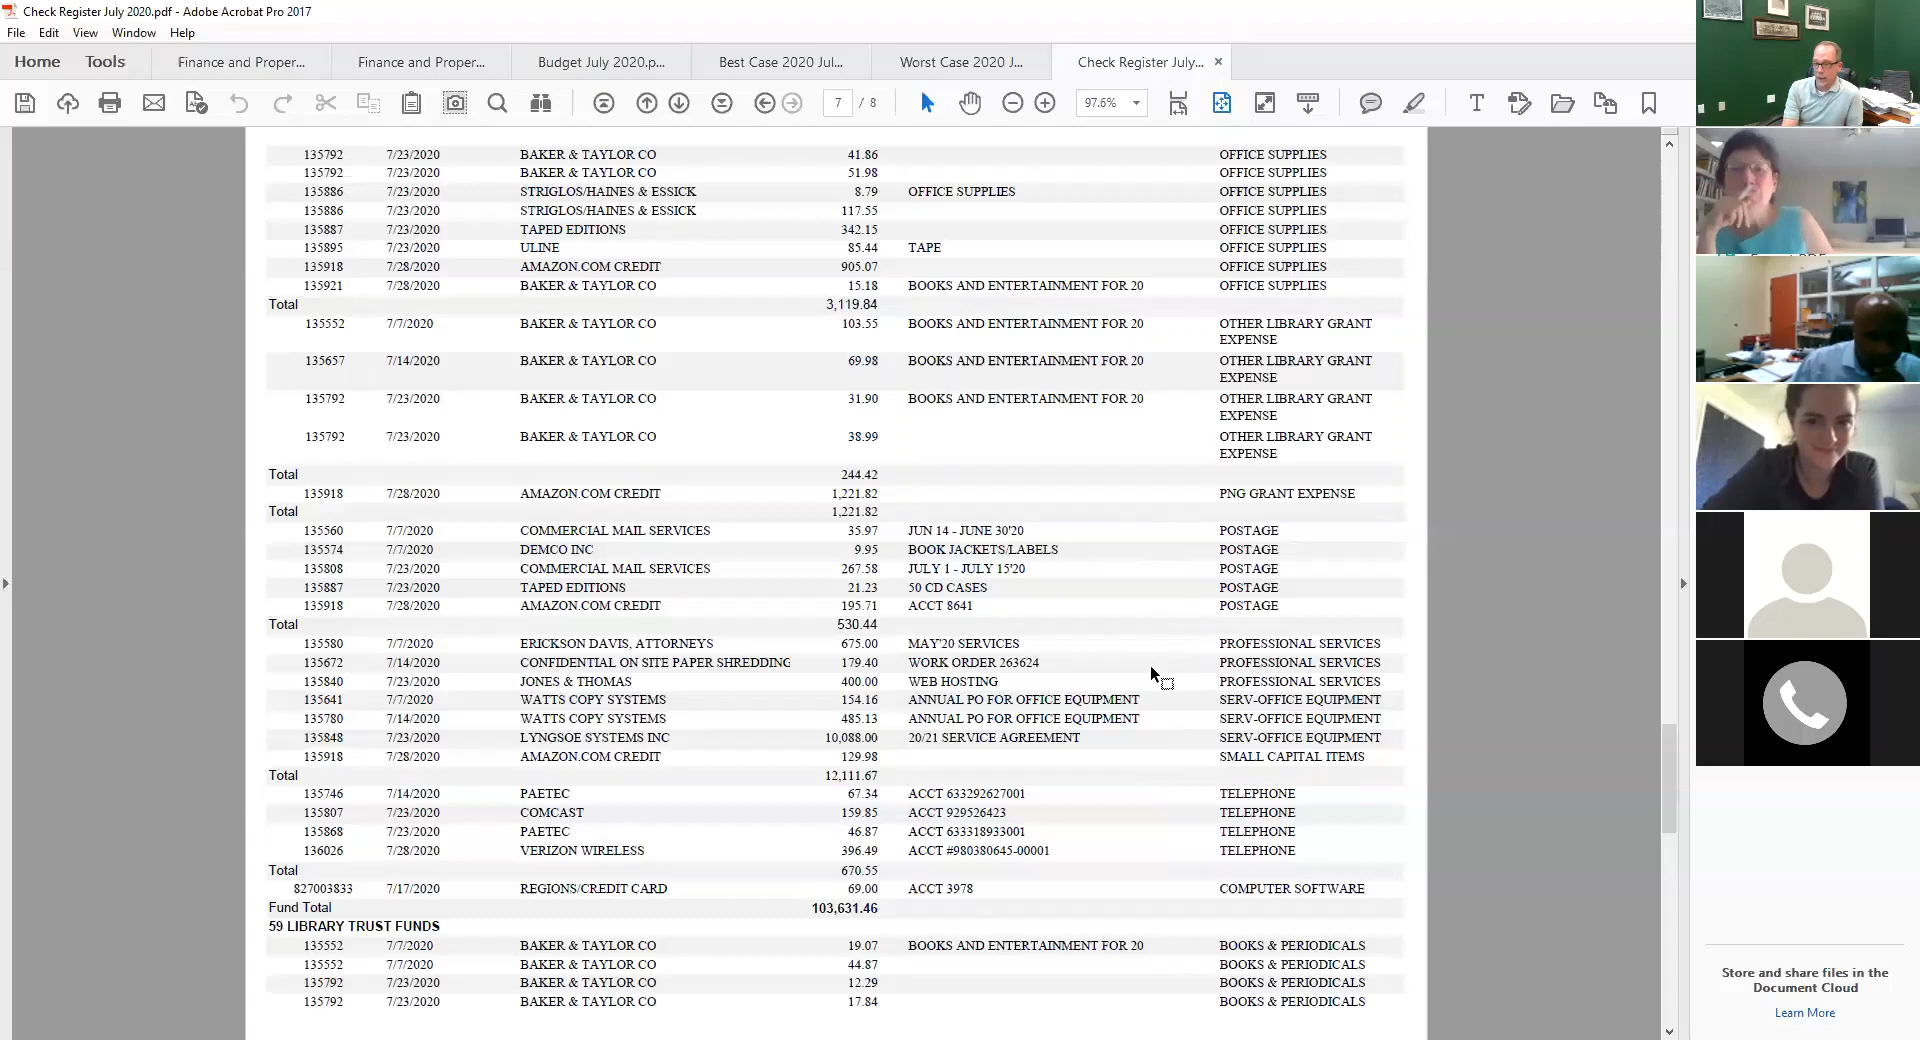 Check Register July 2020.pdf - Adobe Acrobat Pro 2017
File Edit View Window Help
Home Tools Finance and Proper... Finance and Proper... Budget July 2020.p... Best Case 2020 Jul... Worst Case 2020 J... Check Register July... ×
7 / 8 97.6%
135792 7/23/2020 BAKER & TAYLOR CO 41.86 OFFICE SUPPLIES
135792 7/23/2020 BAKER & TAYLOR CO 51.98 OFFICE SUPPLIES
135886 7/23/2020 STRIGLOS/HAINES & ESSICK 8.79 OFFICE SUPPLIES OFFICE SUPPLIES
135886 7/23/2020 STRIGLOS/HAINES & ESSICK 117.55 OFFICE SUPPLIES
135887 7/23/2020 TAPED EDITIONS 342.15 OFFICE SUPPLIES
135895 7/23/2020 ULINE 85.44 TAPE OFFICE SUPPLIES
135918 7/28/2020 AMAZON.COM CREDIT 905.07 OFFICE SUPPLIES
135921 7/28/2020 BAKER & TAYLOR CO 15.18 BOOKS AND ENTERTAINMENT FOR 20 OFFICE SUPPLIES
Total 3,119.84
135552 7/7/2020 BAKER & TAYLOR CO 103.55 BOOKS AND ENTERTAINMENT FOR 20 OTHER LIBRARY GRANT
EXPENSE
135657 7/14/2020 BAKER & TAYLOR CO 69.98 BOOKS AND ENTERTAINMENT FOR 20 OTHER LIBRARY GRANT
EXPENSE
135792 7/23/2020 BAKER & TAYLOR CO 31.90 BOOKS AND ENTERTAINMENT FOR 20 OTHER LIBRARY GRANT
EXPENSE
135792 7/23/2020 BAKER & TAYLOR CO 38.99 OTHER LIBRARY GRANT
EXPENSE
Total 244.42
135918 7/28/2020 AMAZON.COM CREDIT 1,221.82 PNG GRANT EXPENSE
Total 1,221.82
135560 7/7/2020 COMMERCIAL MAIL SERVICES 35.97 JUN 14 - JUNE 30'20 POSTAGE
135574 7/7/2020 DEMCO INC 9.95 BOOK JACKETS/LABELS POSTAGE
135808 7/23/2020 COMMERCIAL MAIL SERVICES 267.58 JULY 1 - JULY 15'20 POSTAGE
135887 7/23/2020 TAPED EDITIONS 21.23 50 CD CASES POSTAGE
135918 7/28/2020 AMAZON.COM CREDIT 195.71 ACCT 8641 POSTAGE
Total 530.44
135580 7/7/2020 ERICKSON DAVIS, ATTORNEYS 675.00 MAY'20 SERVICES PROFESSIONAL SERVICES
135672 7/14/2020 CONFIDENTIAL ON SITE PAPER SHREDDING 179.40 WORK ORDER 263624 PROFESSIONAL SERVICES
135840 7/23/2020 JONES & THOMAS 400.00 WEB HOSTING PROFESSIONAL SERVICES
135641 7/7/2020 WATTS COPY SYSTEMS 154.16 ANNUAL PO FOR OFFICE EQUIPMENT SERV-OFFICE EQUIPMENT
135780 7/14/2020 WATTS COPY SYSTEMS 485.13 ANNUAL PO FOR OFFICE EQUIPMENT SERV-OFFICE EQUIPMENT
135848 7/23/2020 LYNGSOE SYSTEMS INC 10,088.00 20/21 SERVICE AGREEMENT SERV-OFFICE EQUIPMENT
135918 7/28/2020 AMAZON.COM CREDIT 129.98 SMALL CAPITAL ITEMS
Total 12,111.67
135746 7/14/2020 PAETEC 67.34 ACCT 633292627001 TELEPHONE
135807 7/23/2020 COMCAST 159.85 ACCT 929526423 TELEPHONE
135868 7/23/2020 PAETEC 46.87 ACCT 633318933001 TELEPHONE
136026 7/28/2020 VERIZON WIRELESS 396.49 ACCT #980380645-00001 TELEPHONE
Total 670.55
827003833 7/17/2020 REGIONS/CREDIT CARD 69.00 ACCT 3978 COMPUTER SOFTWARE
Fund Total 103,631.46
59 LIBRARY TRUST FUNDS
135552 7/7/2020 BAKER & TAYLOR CO 19.07 BOOKS AND ENTERTAINMENT FOR 20 BOOKS & PERIODICALS
135552 7/7/2020 BAKER & TAYLOR CO 44.87 BOOKS & PERIODICALS
135792 7/23/2020 BAKER & TAYLOR CO 12.29 BOOKS & PERIODICALS
135792 7/23/2020 BAKER & TAYLOR CO 17.84 BOOKS & PERIODICALS
Store and share files in the
Document Cloud
Learn More